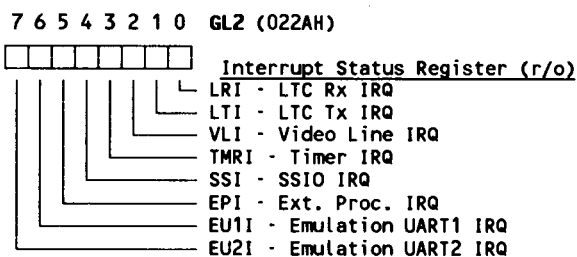 7 6 5 4 3 2 1 0 GL2 (022AH)
Interrupt Status Register (r/o)
LRI - LTC Rx IRQ
LTI - LTC Tx IRQ
VLI - Video Line IRQ
TMRI - Timer IRQ
SSI - SSIO IRQ
EPI - Ext. Proc. IRQ
EU1I - Emulation UART1 IRQ
EU2I - Emulation UART2 IRQ